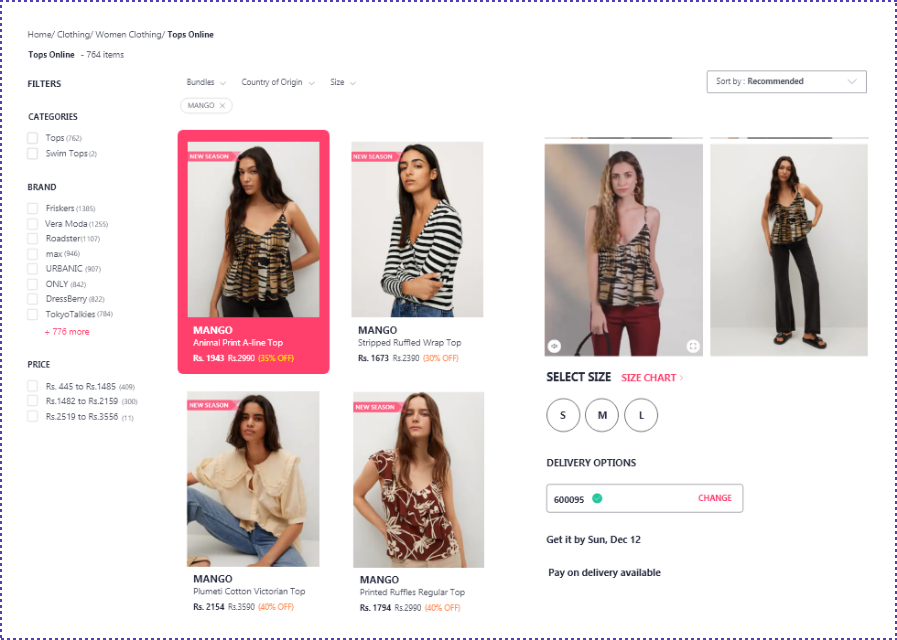 Home/ Clothing/ Women Clothing/ Tops Online
Tops Online - 764 items
FILTERS
Bundles
Country of Origin
Size
Sort by : Recommended
MANGO ×
CATEGORIES
Tops (762)
Swim Tops (2)
BRAND
Friskers (1385)
Vera Moda (1255)
Roadster (1107)
max (946)
URBANIC (907)
ONLY (842)
DressBerry (822)
TokyoTalkies (784)
+ 776 more
PRICE
Rs. 445 to Rs.1485 (409)
Rs.1482 to Rs.2159 (300)
Rs.2519 to Rs.3556 (11)
NEW SEASON
MANGO
Animal Print A-line Top
Rs. 1943 Rs.2990 (35% OFF)
NEW SEASON
MANGO
Stripped Ruffled Wrap Top
Rs. 1673 Rs.2390 (30% OFF)
NEW SEASON
MANGO
Plumeti Cotton Victorian Top
Rs. 2154 Rs.3590 (40% OFF)
NEW SEASON
MANGO
Printed Ruffles Regular Top
Rs. 1794 Rs.2990 (40% OFF)
SELECT SIZE SIZE CHART >
S M L
DELIVERY OPTIONS
600095 CHANGE
Get it by Sun, Dec 12
Pay on delivery available